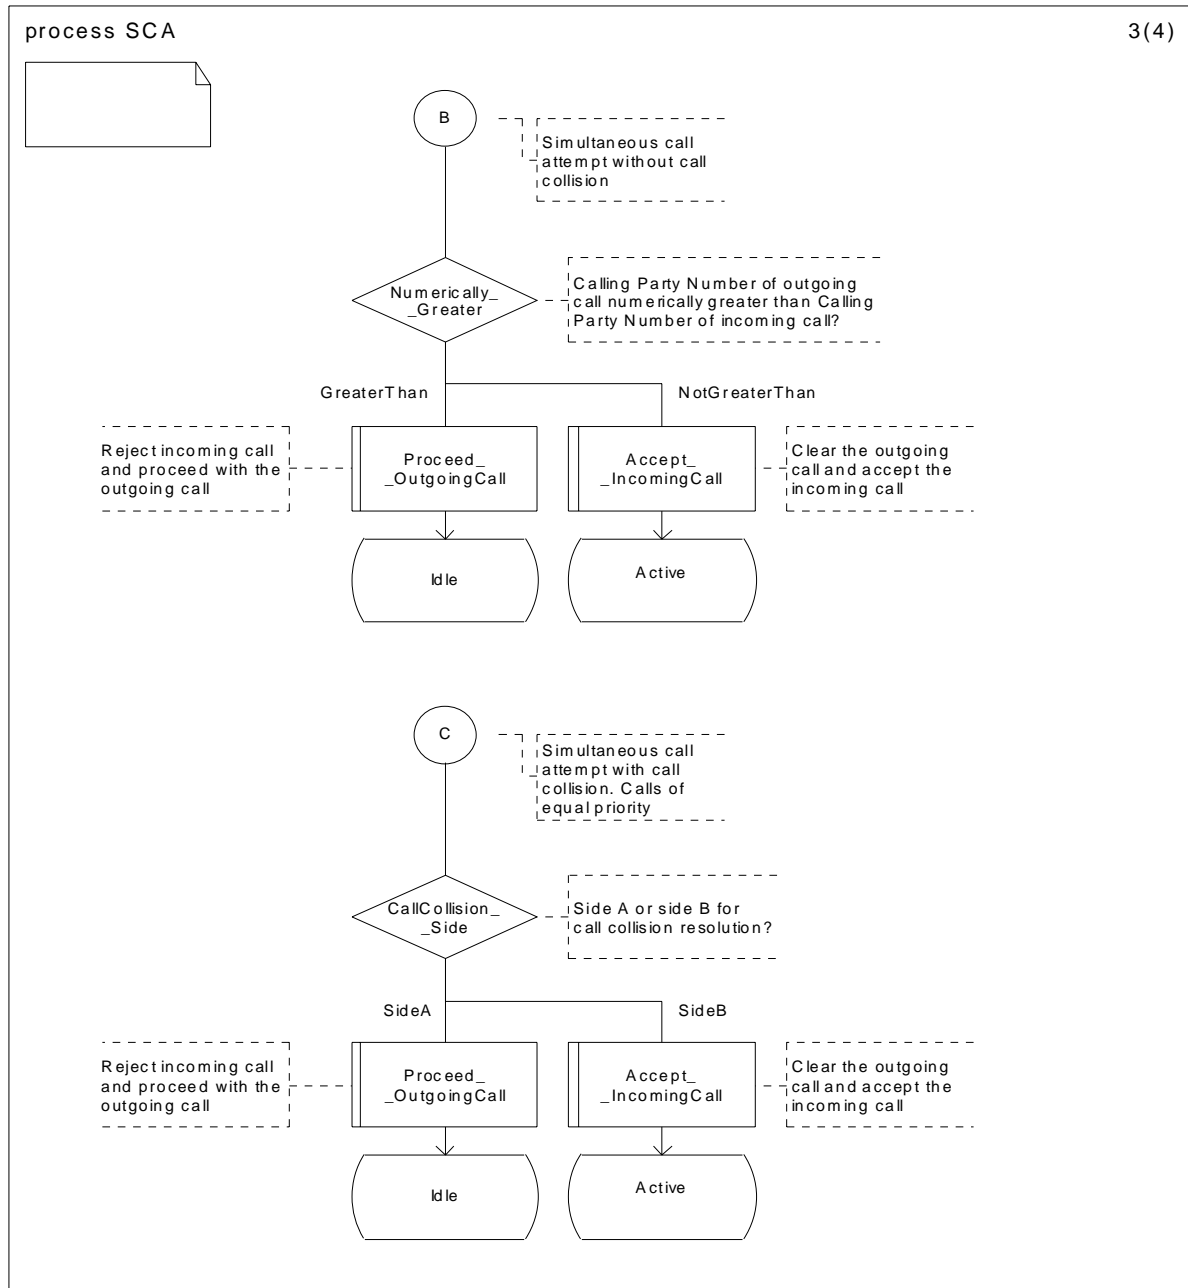 process SCA
3(4)
B
Simultaneous call
attempt without call
collision
Numerically_
_Greater
Calling Party Number of outgoing
call numerically greater than Calling
Party Number of incoming call?
GreaterThan
NotGreaterThan
Reject incoming call
and proceed with the
outgoing call
Proceed_
_OutgoingCall
Accept_
_IncomingCall
Clear the outgoing
call and accept the
incoming call
Idle
Active
C
Simultaneous call
attempt with call
collision. Calls of
equal priority
CallCollision_
_Side
Side A or side B for
call collision resolution?
SideA
SideB
Reject incoming call
and proceed with the
outgoing call
Proceed_
_OutgoingCall
Accept_
_IncomingCall
Clear the outgoing
call and accept the
incoming call
Idle
Active